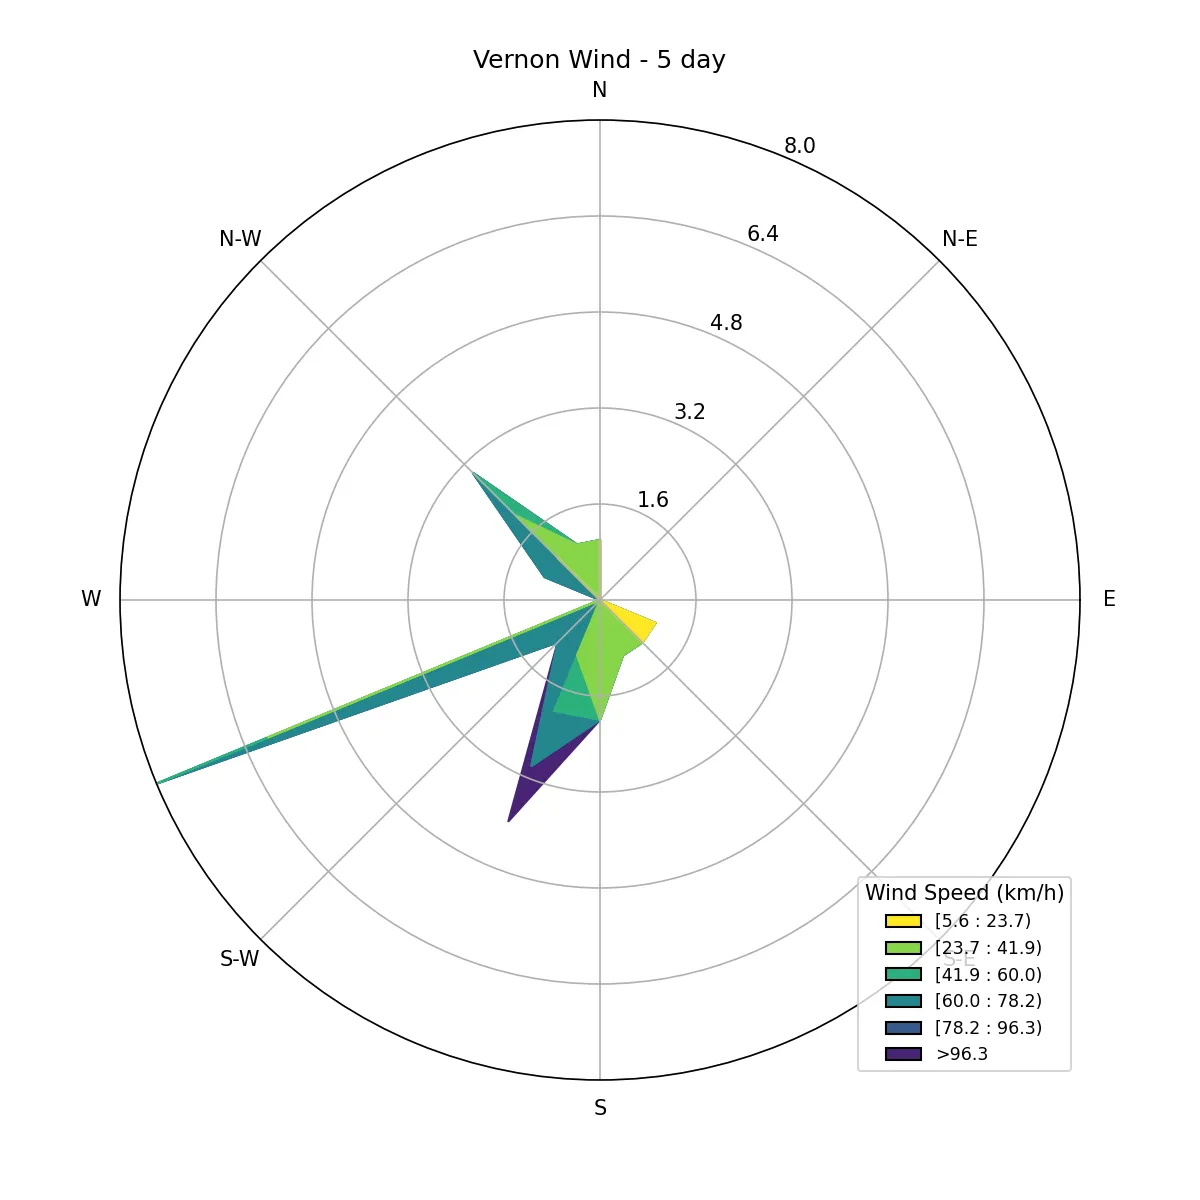 Vernon Wind - 5 day
N
8.0
N-W
6.4
N-E
4.8
3.2
1.6
W
E
S-W
S-E
S
Wind Speed (km/h)
[5.6 : 23.7)
[23.7 : 41.9)
[41.9 : 60.0)
[60.0 : 78.2)
[78.2 : 96.3)
>96.3